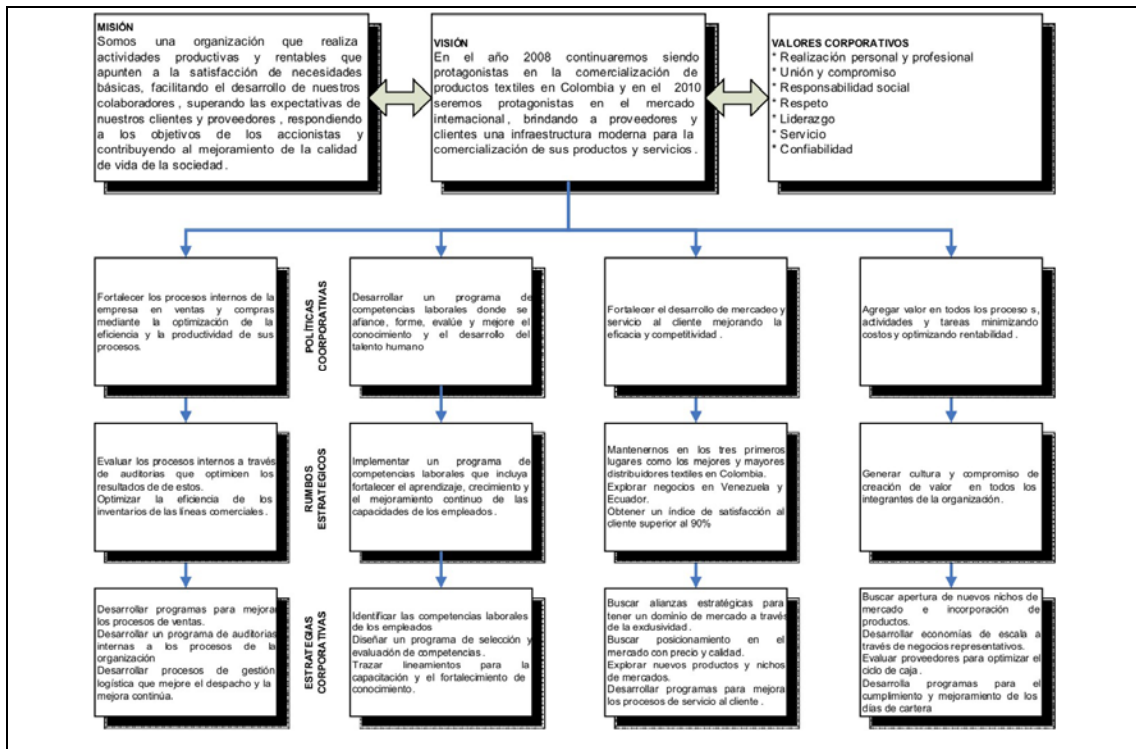 MISIÓN
Somos una organización que realiza
actividades productivas y rentables que
apunten a la satisfacción de necesidades
básicas, facilitando el desarrollo de nuestros
colaboradores , superando las expectativas de
nuestros clientes y proveedores , respondiendo
a los objetivos de los accionistas y
contribuyendo al mejoramiento de la calidad
de vida de la sociedad .
VISIÓN
En el año 2008 continuaremos siendo
protagonistas en la comercialización de
productos textiles en Colombia y en el 2010
seremos protagonistas en el mercado
internacional, brindando a proveedores y
clientes una infraestructura moderna para la
comercialización de sus productos y servicios .
VALORES CORPORATIVOS
* Realización personal y profesional
* Unión y compromiso
* Responsabilidad social
* Respeto
* Liderazgo
* Servicio
* Confiabilidad
POLÍTICAS
COORPORATIVAS
Fortalecer los procesos internos de la
empresa en ventas y compras
mediante la optimización de la
eficiencia y la productividad de sus
procesos.
Desarrollar un programa de
competencias laborales donde se
afiance, forme, evalúe y mejore el
conocimiento y el desarrollo del
talento humano
Fortalecer el desarrollo de mercadeo y
servicio al cliente mejorando la
eficacia y competitividad .
Agregar valor en todos los proceso s,
actividades y tareas minimizando
costos y optimizando rentabilidad .
RUMBOS
ESTRATEGICOS
Evaluar los procesos internos a través
de auditorias que optimicen los
resultados de de estos.
Optimizar la eficiencia de los
inventarios de las líneas comerciales .
Implementar un programa de
competencias laborales que incluya
fortalecer el aprendizaje, crecimiento y
el mejoramiento continuo de las
capacidades de los empleados .
Mantenernos en los tres primeros
lugares como los mejores y mayores
distribuidores textiles en Colombia.
Explorar negocios en Venezuela y
Ecuador.
Obtener un índice de satisfacción al
cliente superior al 90%
Generar cultura y compromiso de
creación de valor en todos los
integrantes de la organización.
ESTRATEGIAS
CORPORATIVAS
Desarrollar programas para mejora
los procesos de ventas.
Desarrollar un programa de auditorias
internas a los procesos de la
organización
Desarrollar procesos de gestión
logística que mejore el despacho y la
mejora continúa.
Identificar las competencias laborales
de los empleados
Diseñar un programa de selección y
evaluación de competencias .
Trazar lineamientos para la
capacitación y el fortalecimiento de
conocimiento.
Buscar alianzas estratégicas para
tener un dominio de mercado a través
de la exclusividad.
Buscar posicionamiento en el
mercado con precio y calidad.
Explorar nuevos productos y nichos
de mercados.
Desarrollar programas para mejora
los procesos de servicio al cliente .
Buscar apertura de nuevos nichos de
mercado e incorporación de
productos.
Desarrollar economías de escala a
través de negocios representativos.
Evaluar proveedores para optimizar el
ciclo de caja .
Desarrolla programas para el
cumplimiento y mejoramiento de los
días de cartera